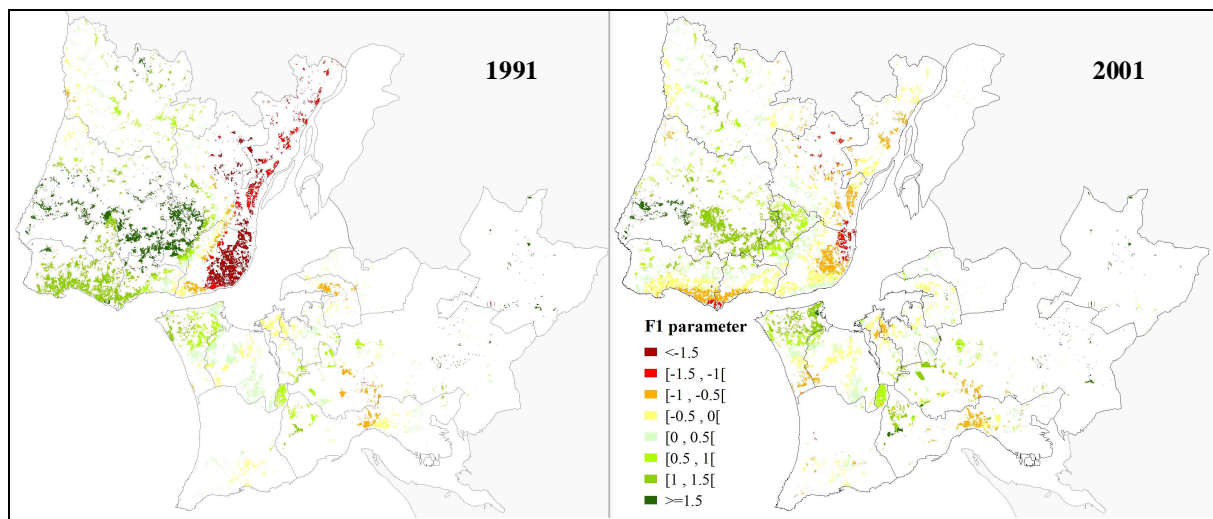 1991
2001
F1 parameter
<-1.5
[-1.5 , -1[
[-1 , -0.5[
[-0.5 , 0[
[0 , 0.5[
[0.5 , 1[
[1 , 1.5[
>=1.5